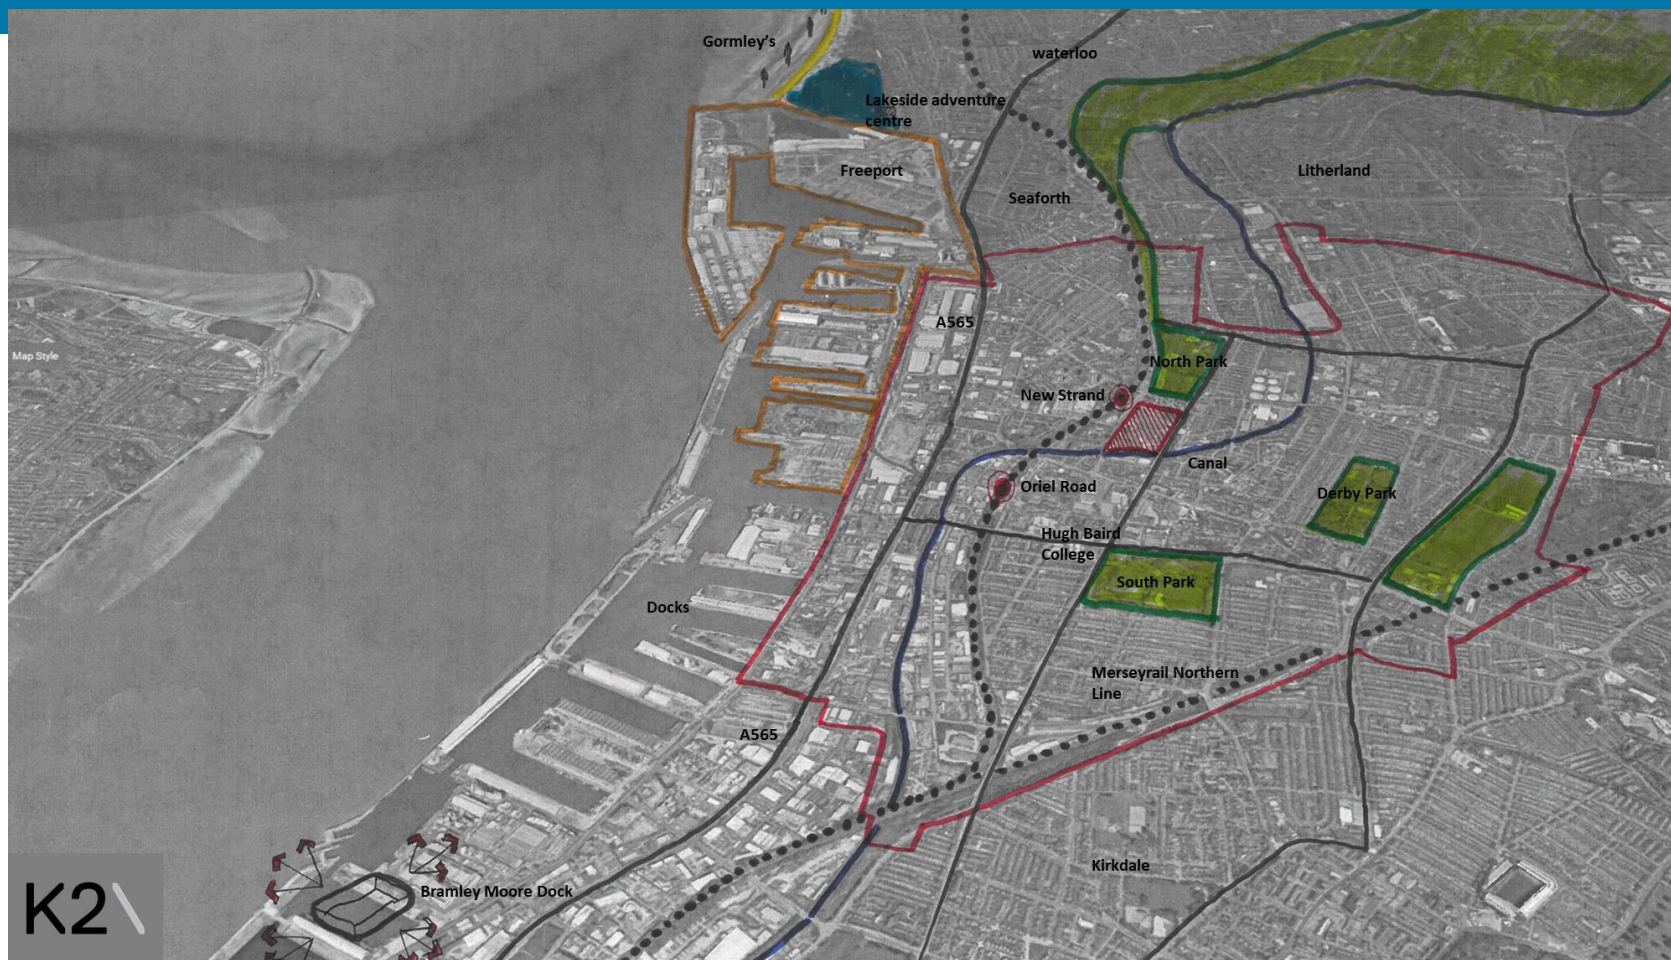 Gormley's
waterloo
Lakeside adventure
centre
Freeport
Litherland
Seaforth
A565
Map Style
North Park
New Strand
Canal
Oriel Road
Derby Park
Hugh Baird
College
South Park
Docks
Merseyrail Northern
Line
A565
Kirkdale
Bramley Moore Dock
K2\